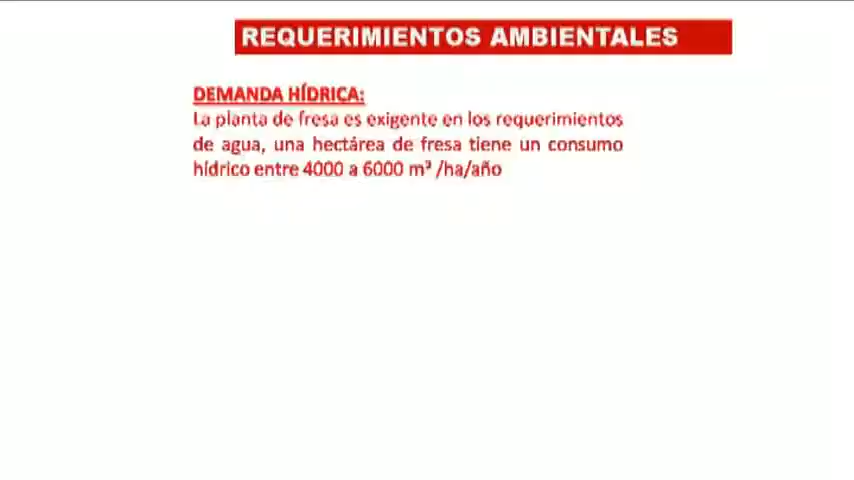 REQUERIMIENTOS AMBIENTALES
DEMANDA HÍDRICA:
La planta de fresa es exigente en los requerimientos
de agua, una hectárea de fresa tiene un consumo
hídrico entre 4000 a 6000 m³ /ha/año